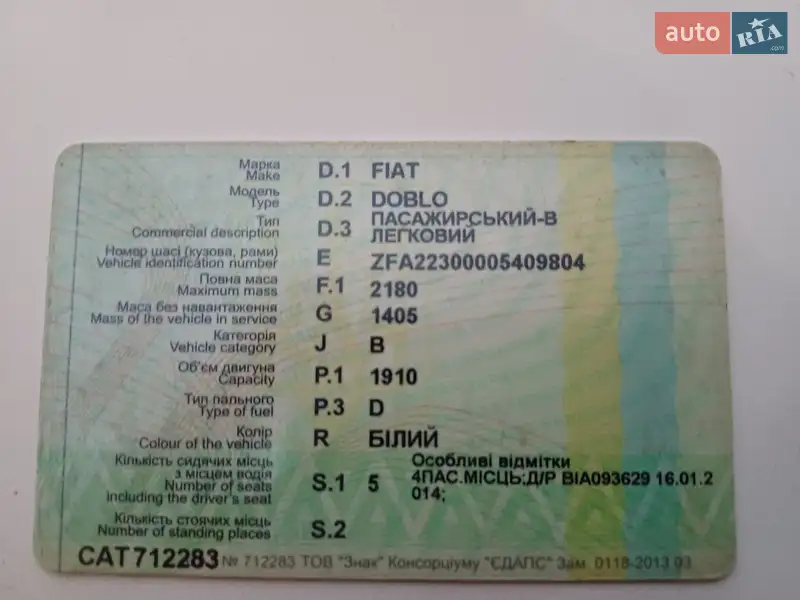 auto RIA.com
Марка D.1 FIAT
Make
Модель D.2 DOBLO
Type
Тип D.3 ПАСАЖИРСЬКИЙ-В
Commercial description ЛЕГКОВИЙ
Номер шасі (кузова, рами) E ZFA22300005409804
Vehicle identification number
Повна маса F.1 2180
Maximum mass
Маса без навантаження G 1405
Mass of the vehicle in service
Категорія J B
Vehicle category
Об'єм двигуна P.1 1910
Capacity
Тип пального P.3 D
Type of fuel
Колір R БІЛИЙ
Colour of the vehicle
Кількість сидячих місць Особливі відмітки
з місцем водія S.1 5 4ПАС.МІСЦЬ;Д/Р ВІА093629 16.01.2
Number of seats 014;
including the driver's seat
Кількість стоячих місць S.2
Number of standing places
САТ712283 № 712283 ТОВ "Знак" Консорціуму "ЄДАПС" Зам. 0118-2013 03